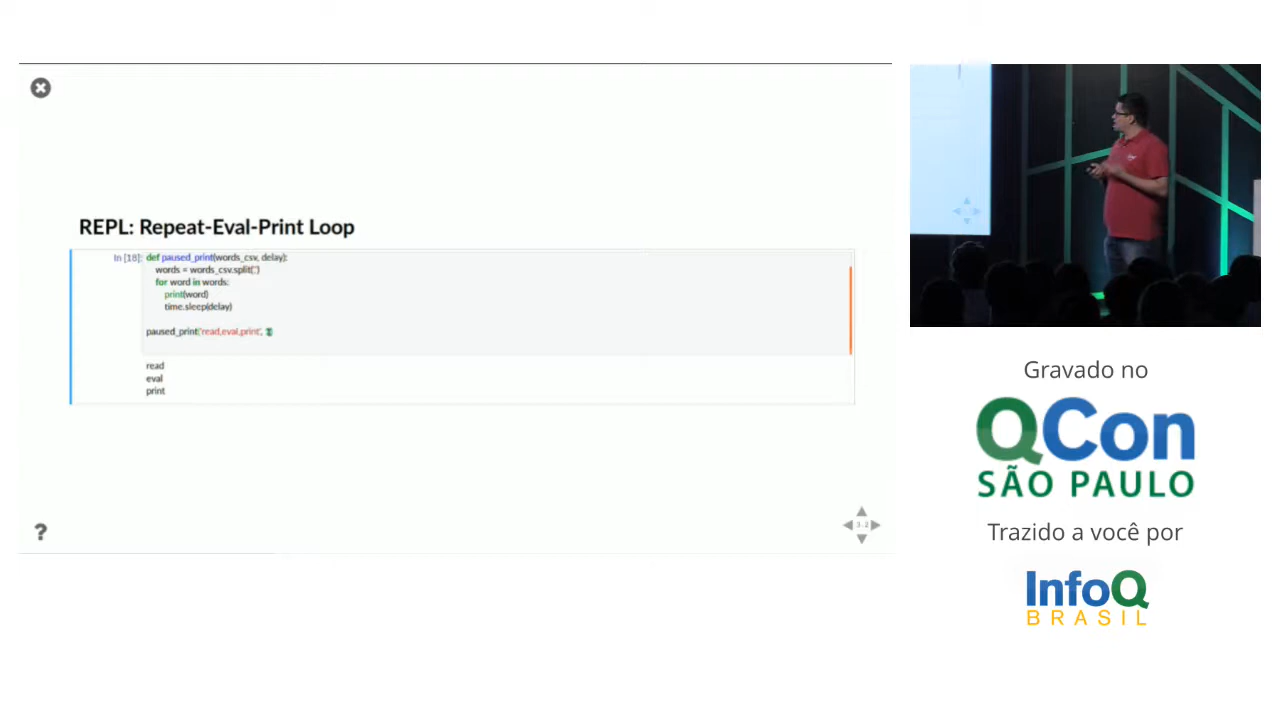 REPL: Repeat-Eval-Print Loop
In [18]: def paused_print(words_csv, delay):
words = words_csv.split(',')
for word in words:
print(word)
time.sleep(delay)
paused_print('read,eval,print',
read
eval
print
?
3.2
Gravado no
QCon
SÃO PAULO
Trazido a você por
InfoQ
BRASIL